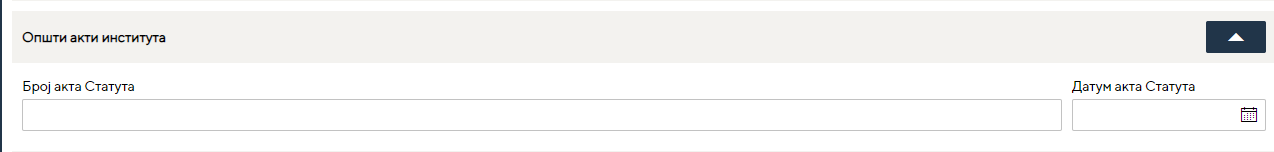 Општи акти института
Број акта Статута
Датум акта Статута